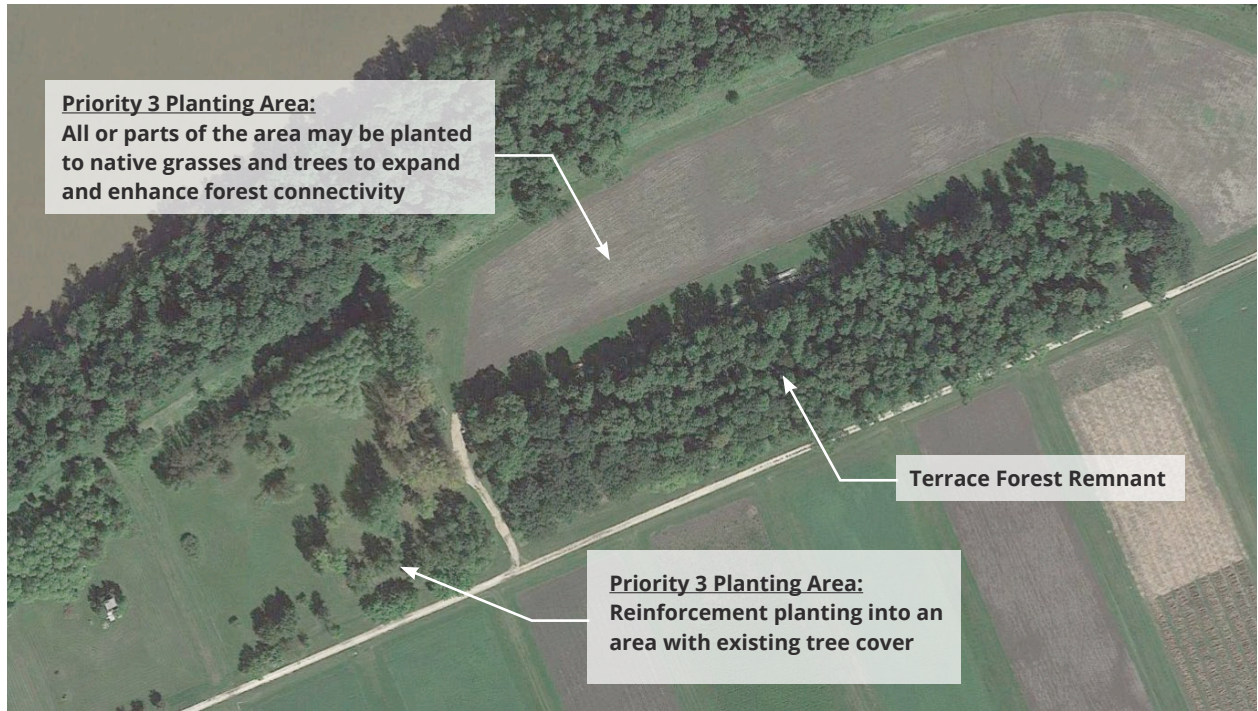 Priority 3 Planting Area:
All or parts of the area may be planted
to native grasses and trees to expand
and enhance forest connectivity
Terrace Forest Remnant
Priority 3 Planting Area:
Reinforcement planting into an
area with existing tree cover